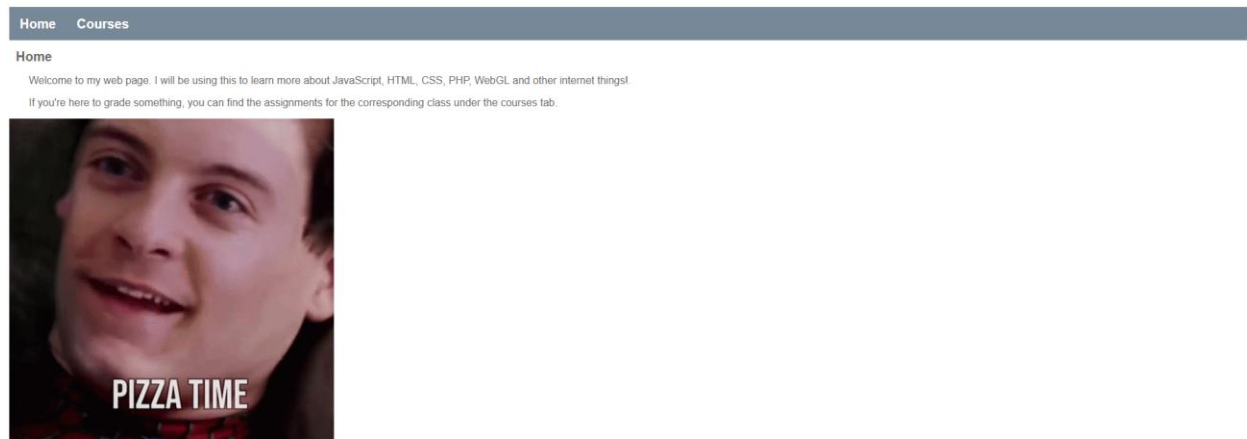 Home Courses
Home
Welcome to my web page. I will be using this to learn more about JavaScript, HTML, CSS, PHP, WebGL and other internet things!
If you're here to grade something, you can find the assignments for the corresponding class under the courses tab.
PIZZA TIME